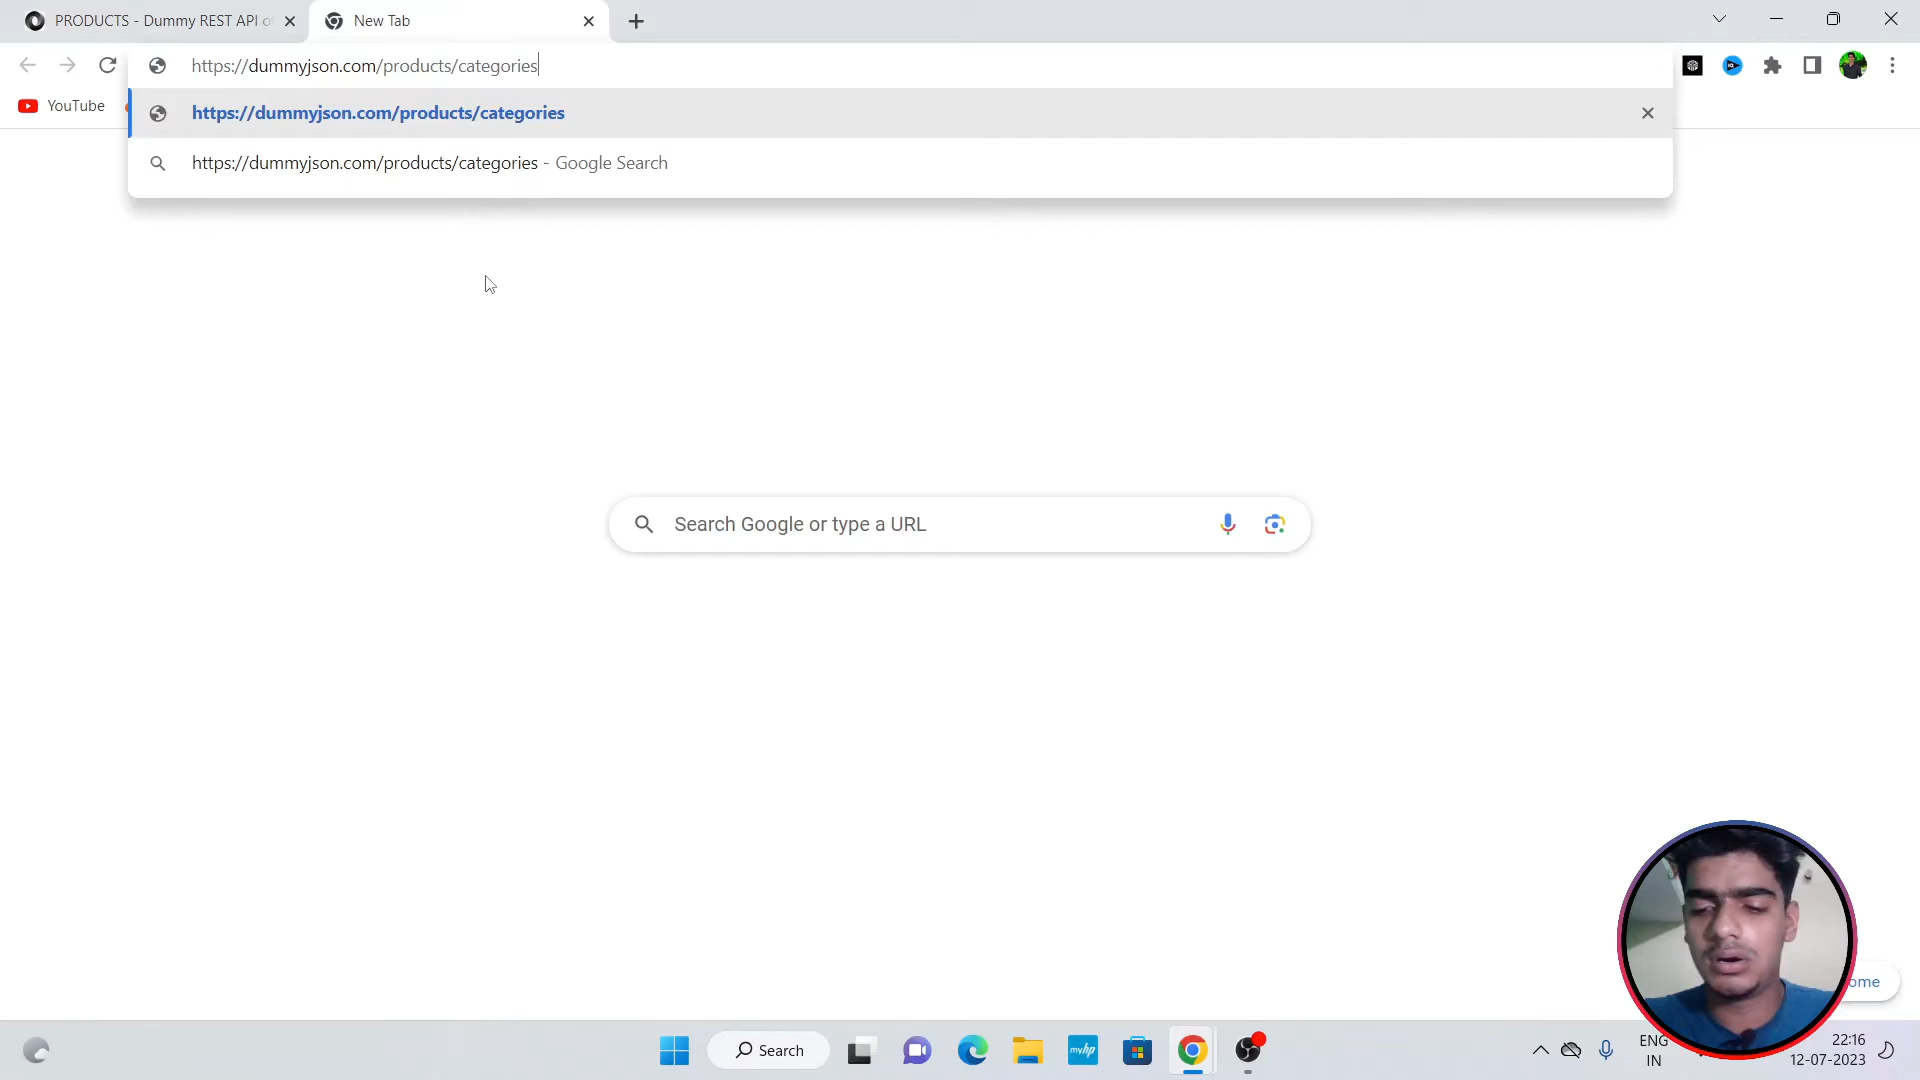 PRODUCTS - Dummy REST API o
New Tab
https://dummyjson.com/products/categories
YouTube
https://dummyjson.com/products/categories
https://dummyjson.com/products/categories - Google Search
Search Google or type a URL
ome
Search
myhp
ENG
IN
22:16
12-07-2023